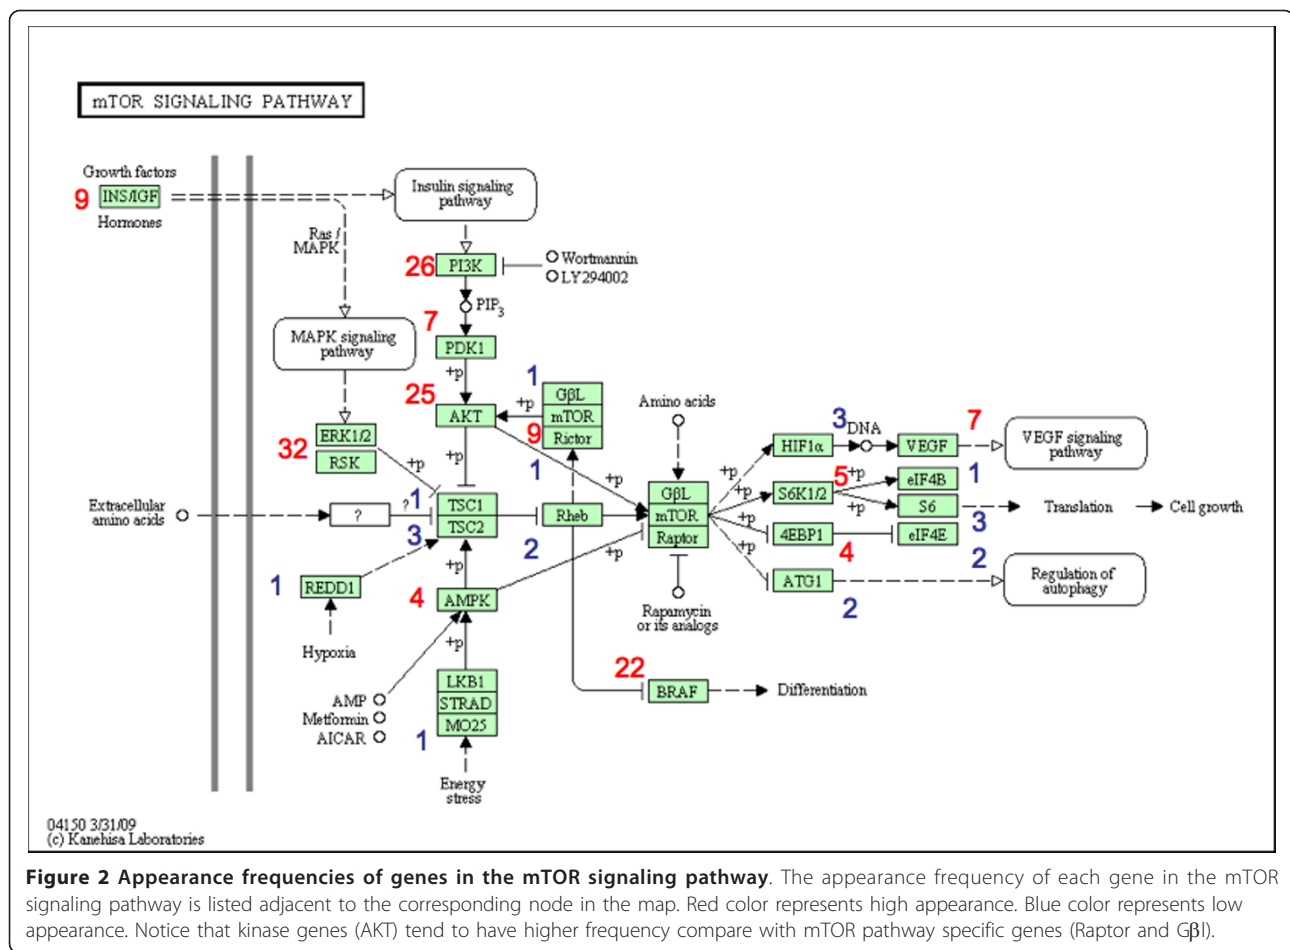 mTOR SIGNALING PATHWAY
Growth factors
9 INS/IGF
Hormones
Insulin signaling
pathway
Ras /
MAPK
26 PI3K
Wortmannin
LY294002
PIP3
7
PDK1
MAPK signaling
pathway
+p
25
AKT
+p
1
GβL
mTOR
9 Rictor
1
Amino acids
32
ERK1/2
RSK
+p
+p
+p
3 DNA
HIF1α
VEGF
7
VEGF signaling
pathway
+p
Extracellular
amino acids
?
?
1
TSC1
TSC2
3
Rheb
2
GβL
mTOR
Raptor
+p
+p
S6K1/2
5
+p
+p
eIF4B
1
S6
3
Translation
Cell growth
+p
4EBP1
4
eIF4E
2
+p
ATG1
2
Regulation of
autophagy
1
REDD1
Hypoxia
+p
4
AMPK
+p
Rapamycin
or its analogs
AMP
Metformin
AICAR
LKB1
STRAD
MO25
1
Energy
stress
22
BRAF
Differentiation
04150 3/31/09
(c) Kanehisa Laboratories
Figure 2 Appearance frequencies of genes in the mTOR signaling pathway. The appearance frequency of each gene in the mTOR
signaling pathway is listed adjacent to the corresponding node in the map. Red color represents high appearance. Blue color represents low
appearance. Notice that kinase genes (AKT) tend to have higher frequency compare with mTOR pathway specific genes (Raptor and Gβl).